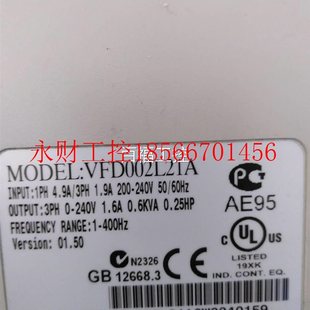 MODEL:VFD002L21A
永财工控8566701456
INPUT:1PH 4.9A/3PH 1.9A 200-240V 50/60Hz
OUTPUT:3PH 0-240V 1.6A 0.6KVA 0.25HP
FREQUENCY RANGE:1-400Hz
Version: 01.50
AE95
N2326
GB 12668.3
C UL US
LISTED
19XK
IND. CONT. EQ.